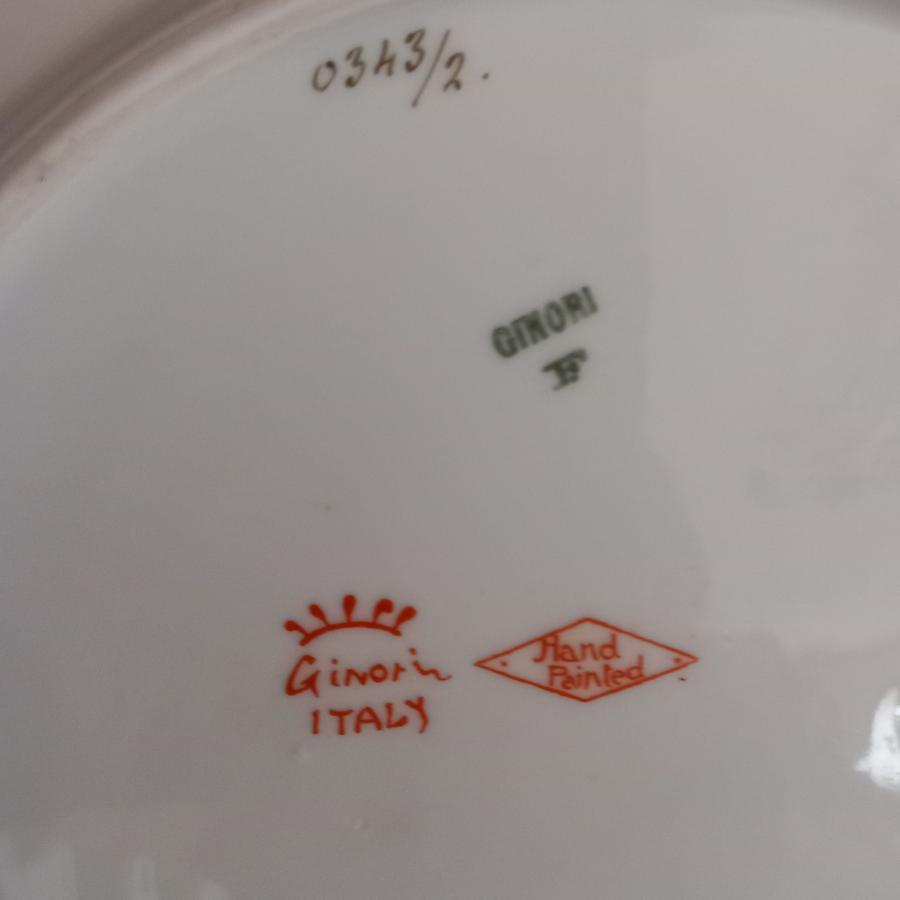 0343/2.
GINORI
F
Ginori
ITALY
Hand
Painted